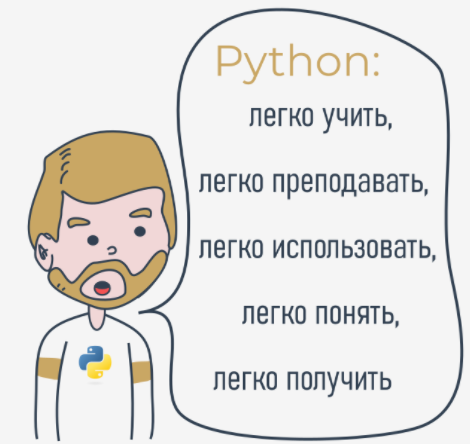 Python:
легко учить,
легко преподавать,
легко использовать,
легко понять,
легко получить